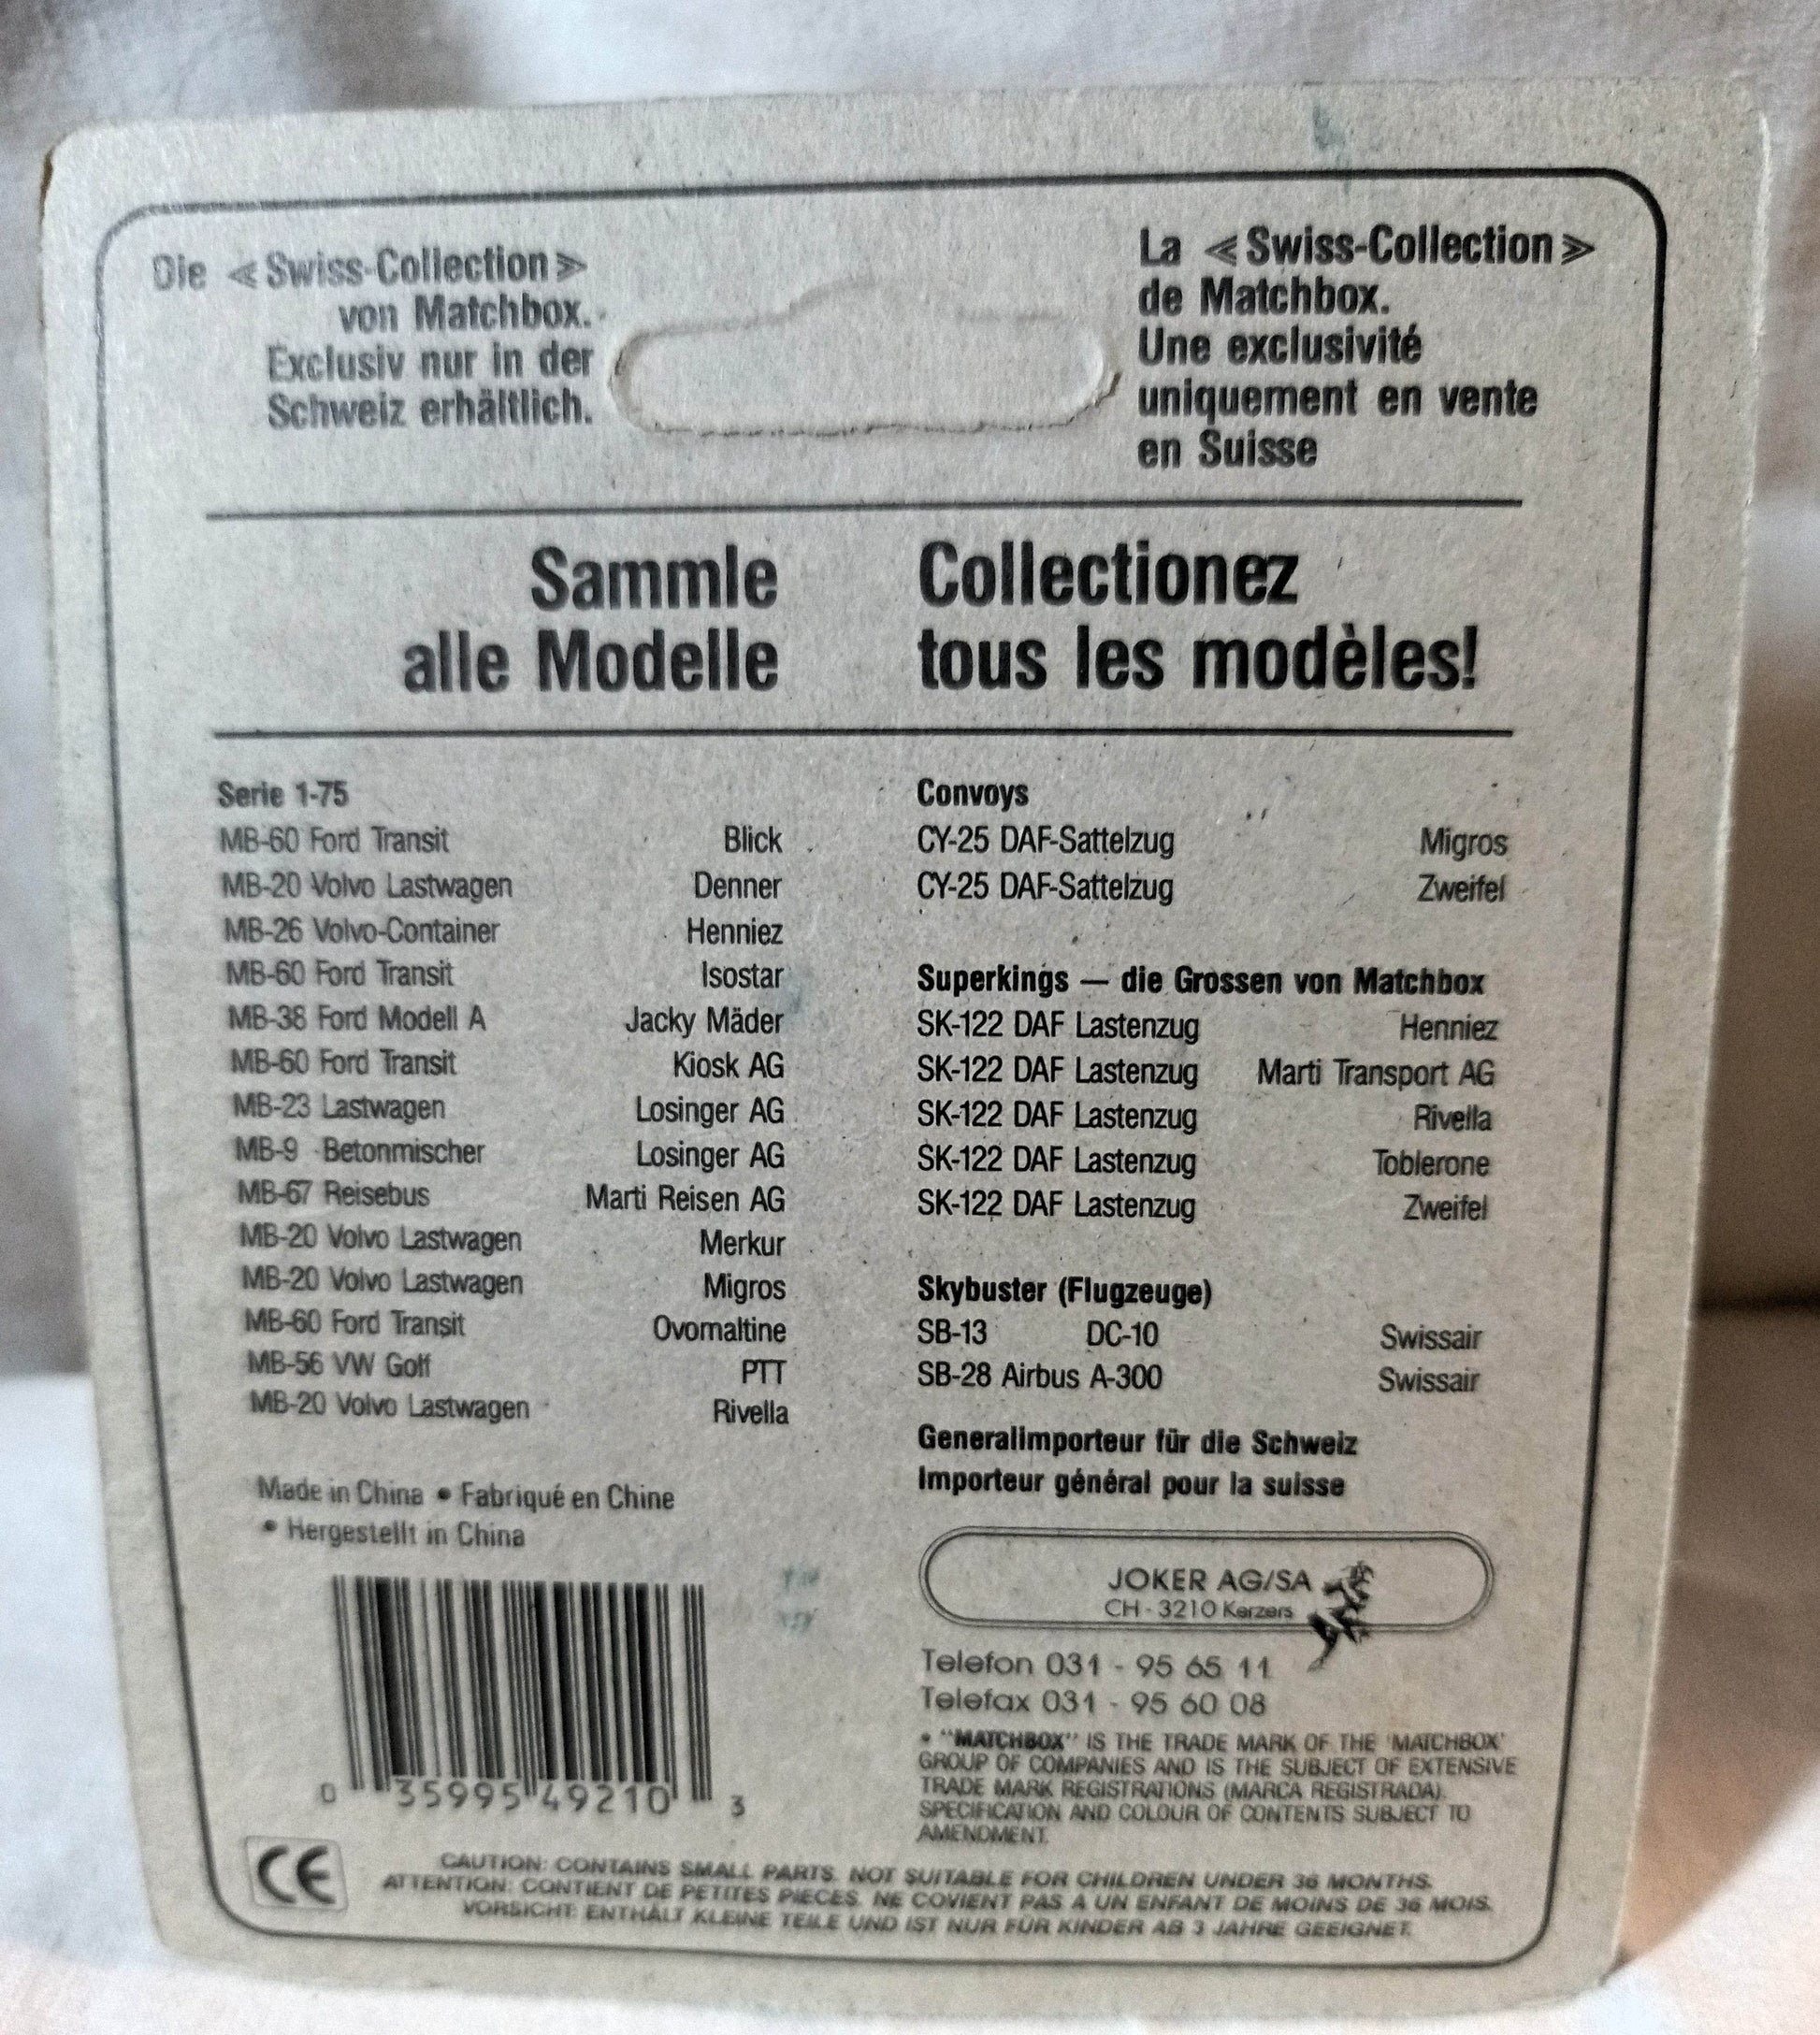 Die «Swiss-Collection»
von Matchbox.
Exclusiv nur in der
Schweiz erhältlich.
La «Swiss-Collection»
de Matchbox.
Une exclusivité
uniquement en vente
en Suisse
Sammle
alle Modelle
Collectionez
tous les modèles!
Serie 1-75
MB-60 Ford Transit Blick
MB-20 Volvo Lastwagen Denner
MB-26 Volvo-Container Henniez
MB-60 Ford Transit Isostar
MB-38 Ford Modell A Jacky Mäder
MB-60 Ford Transit Kiosk AG
MB-23 Lastwagen Losinger AG
MB-9 Betonmischer Losinger AG
MB-67 Reisebus Marti Reisen AG
MB-20 Volvo Lastwagen Merkur
MB-20 Volvo Lastwagen Migros
MB-60 Ford Transit Ovomaltine
MB-56 VW Golf PTT
MB-20 Volvo Lastwagen Rivella
Made in China • Fabriqué en Chine
• Hergestellt in China
0 35995 49210 3
CE
Convoys
CY-25 DAF-Sattelzug Migros
CY-25 DAF-Sattelzug Zweifel
Superkings — die Grossen von Matchbox
SK-122 DAF Lastenzug Henniez
SK-122 DAF Lastenzug Marti Transport AG
SK-122 DAF Lastenzug Rivella
SK-122 DAF Lastenzug Toblerone
SK-122 DAF Lastenzug Zweifel
Skybuster (Flugzeuge)
SB-13 DC-10 Swissair
SB-28 Airbus A-300 Swissair
Generalimporteur für die Schweiz
Importeur général pour la suisse
JOKER AG/SA
CH - 3210 Kerzers
Telefon 031 - 95 65 11
Telefax 031 - 95 60 08
• "MATCHBOX" IS THE TRADE MARK OF THE 'MATCHBOX'
GROUP OF COMPANIES AND IS THE SUBJECT OF EXTENSIVE
TRADE MARK REGISTRATIONS (MARCA REGISTRADA).
SPECIFICATION AND COLOUR OF CONTENTS SUBJECT TO
AMENDMENT.
CAUTION: CONTAINS SMALL PARTS. NOT SUITABLE FOR CHILDREN UNDER 36 MONTHS.
ATTENTION: CONTIENT DE PETITES PIECES. NE COVIENT PAS A UN ENFANT DE MOINS DE 36 MOIS.
VORSICHT: ENTHÄLT KLEINE TEILE UND IST NUR FÜR KINDER AB 3 JAHRE GEEIGNET.